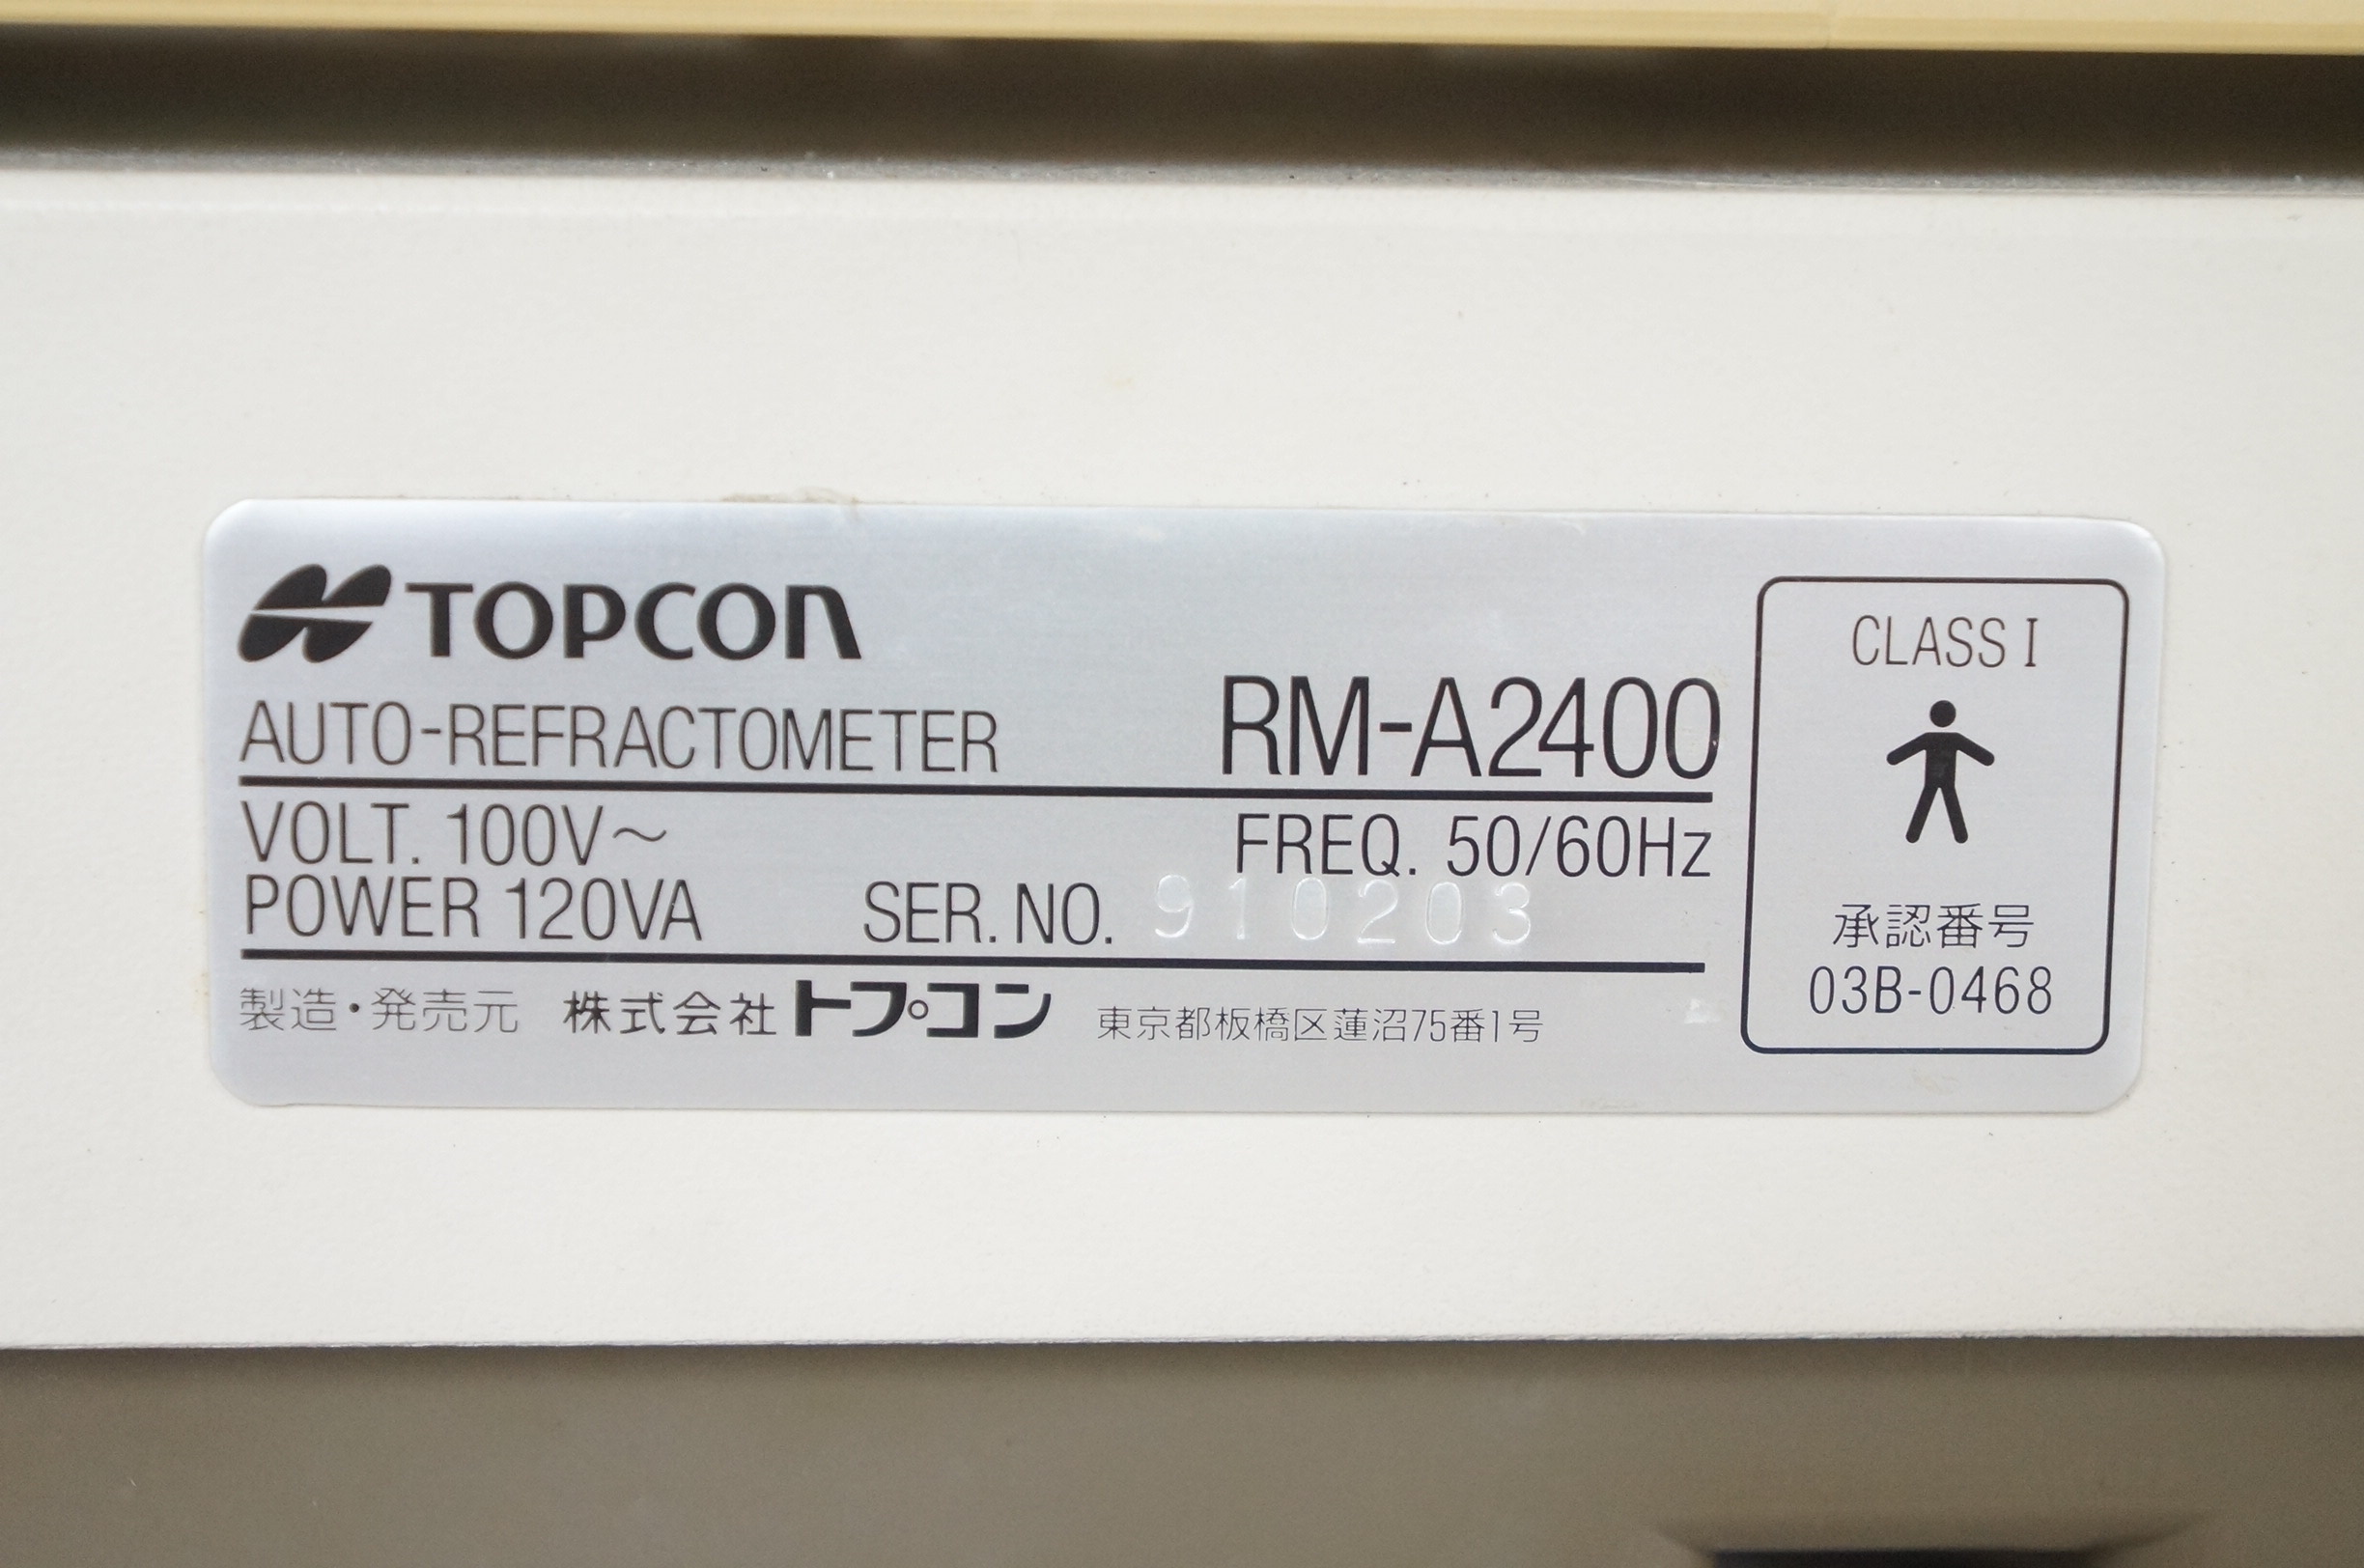 TOPCON
AUTO-REFRACTOMETER RM-A2400
VOLT. 100V～ FREQ. 50/60Hz
POWER 120VA SER. NO. 910203
製造・発売元 株式会社トプコン 東京都板橋区蓮沼75番1号
CLASS I
承認番号
03B-0468